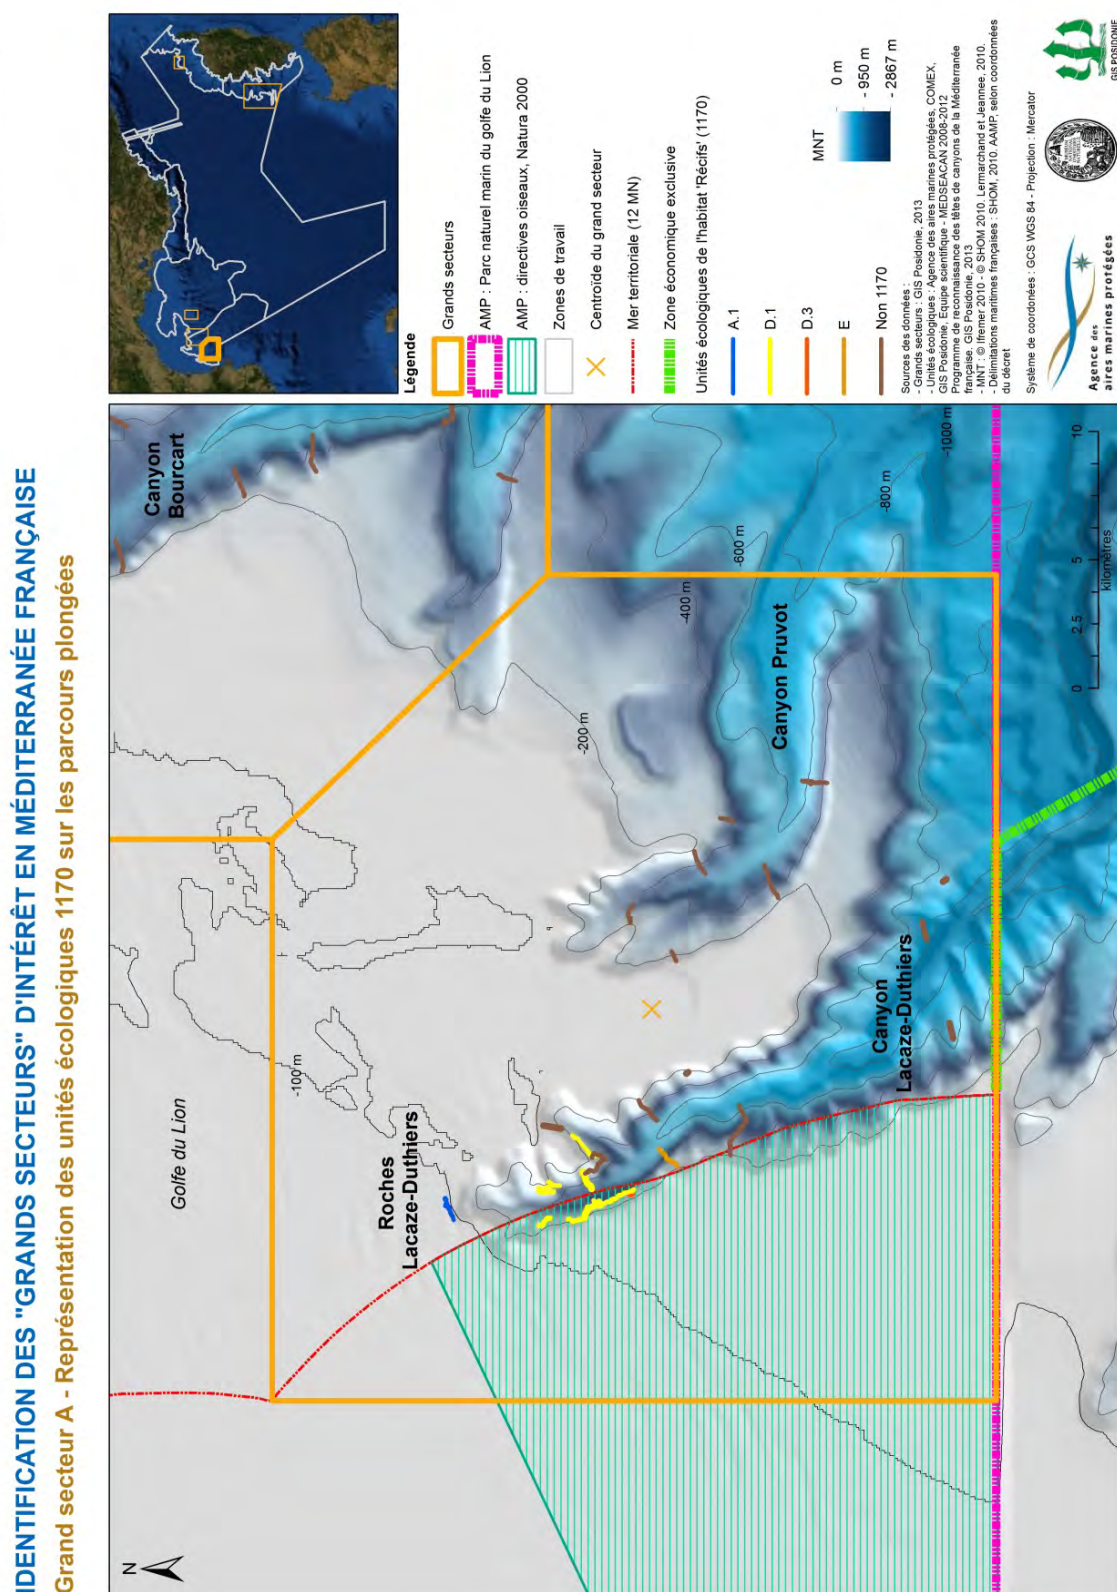 IDENTIFICATION DES "GRANDS SECTEURS" D'INTÉRÊT EN MÉDITERRANÉE FRANÇAISE
Grand secteur A - Représentation des unités écologiques 1170 sur les parcours plongées
N
Golfe du Lion
Canyon
Bourcart
-100 m
Roches
Lacaze-Duthiers
-200 m
-400 m
-600 m
-800 m
-1000 m
Canyon Pruvot
Canyon
Lacaze-Duthiers
0
2.5
5
10
kilomètres
Légende
Grands secteurs
AMP : Parc naturel marin du golfe du Lion
AMP : directives oiseaux, Natura 2000
Zones de travail
Centroïde du grand secteur
Mer territoriale (12 MN)
Zone économique exclusive
Unités écologiques de l'habitat 'Récifs' (1170)
A.1
D.1
D.3
E
Non 1170
MNT
0 m
- 950 m
- 2867 m
Sources des données :
- Grands secteurs : GIS Posidonie, 2013
- Unités écologiques : Agence des aires marines protégées, COMEX,
GIS Posidonie, Equipe scientifique - MEDSEACAN 2008-2012
Programme de reconnaissance des têtes de canyons de la Méditerranée
française, GIS Posidonie, 2013
- MNT : © Ifremer 2010 - © SHOM 2010. Lermarchand et Jeannee, 2010.
- Délimitations maritimes françaises : SHOM, 2010. AAMP, selon coordonnées
du décret
Système de coordonnées : GCS WGS 84 - Projection : Mercator
Agence des
aires marines protégées
GIS POSIDONIE